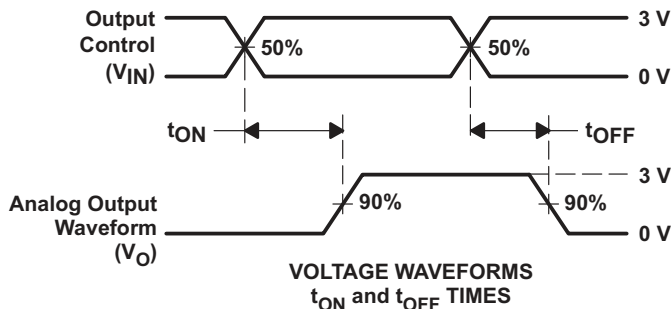 Output
Control
(VIN)
50%
50%
3 V
0 V
tON
tOFF
Analog Output
Waveform
(VO)
90%
90%
3 V
0 V
VOLTAGE WAVEFORMS
tON and tOFF TIMES